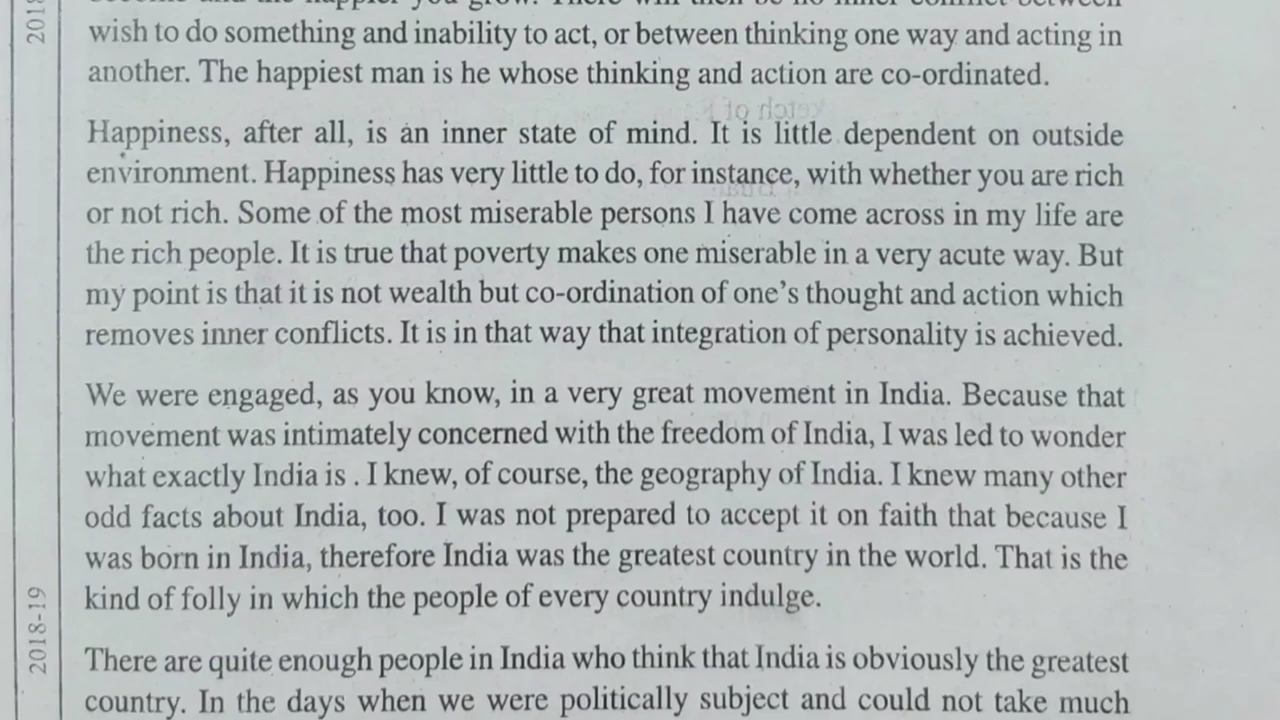 wish to do something and inability to act, or between thinking one way and acting in
another. The happiest man is he whose thinking and action are co-ordinated.
Happiness, after all, is an inner state of mind. It is little dependent on outside
environment. Happiness has very little to do, for instance, with whether you are rich
or not rich. Some of the most miserable persons I have come across in my life are
the rich people. It is true that poverty makes one miserable in a very acute way. But
my point is that it is not wealth but co-ordination of one's thought and action which
removes inner conflicts. It is in that way that integration of personality is achieved.
We were engaged, as you know, in a very great movement in India. Because that
movement was intimately concerned with the freedom of India, I was led to wonder
what exactly India is . I knew, of course, the geography of India. I knew many other
odd facts about India, too. I was not prepared to accept it on faith that because I
was born in India, therefore India was the greatest country in the world. That is the
kind of folly in which the people of every country indulge.
There are quite enough people in India who think that India is obviously the greatest
country. In the days when we were politically subject and could not take much
2018-19